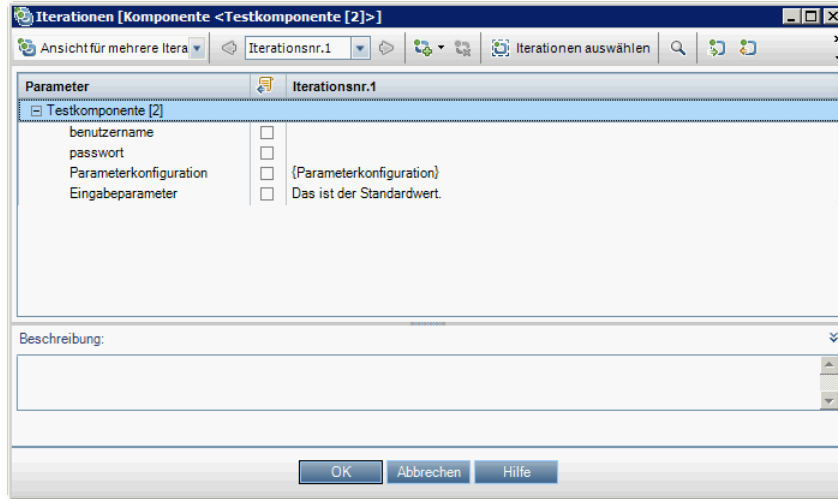 Iterationen [Komponente <Testkomponente [2]>]
Ansicht für mehrere Itera Iterationsnr.1 Iterationen auswählen
Parameter Iterationsnr.1
Testkomponente [2]
benutzername
passwort
Parameterkonfiguration {Parameterkonfiguration}
Eingabeparameter Das ist der Standardwert.
Beschreibung:
OK Abbrechen Hilfe